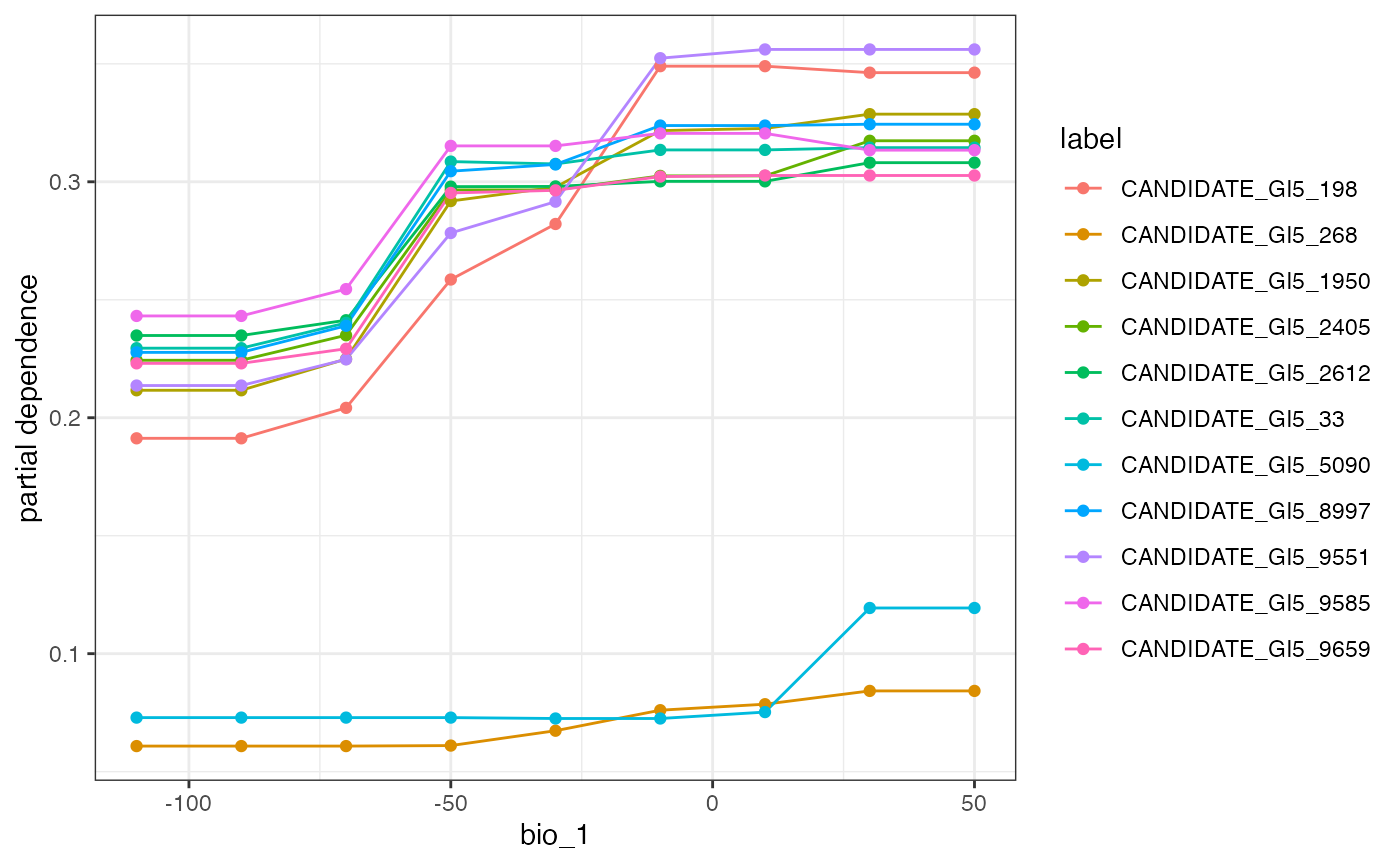 partial dependence
0.3
0.2
0.1
-100
-50
0
50
bio_1
label
CANDIDATE_GI5_198
CANDIDATE_GI5_268
CANDIDATE_GI5_1950
CANDIDATE_GI5_2405
CANDIDATE_GI5_2612
CANDIDATE_GI5_33
CANDIDATE_GI5_5090
CANDIDATE_GI5_8997
CANDIDATE_GI5_9551
CANDIDATE_GI5_9585
CANDIDATE_GI5_9659